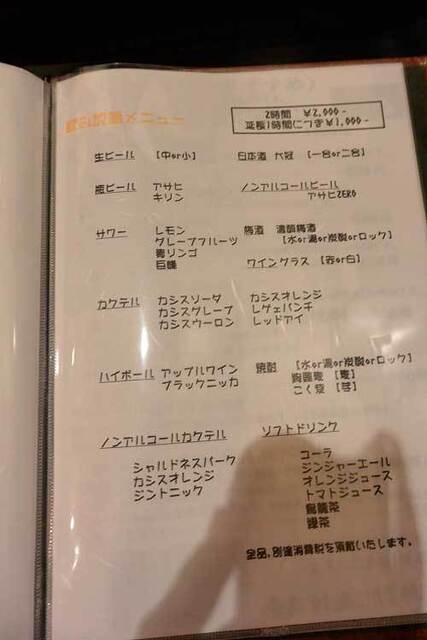 飲み放題メニュー
2時間 ¥2,000-
延長1時間につき¥1,000-
生ビール 【中or小】
日本酒 大冠 【一合or二合】
瓶ビール アサヒ
キリン
ノンアルコールビール
アサヒZERO
サワー レモン
グレープフルーツ
青リンゴ
巨峰
梅酒 濃醇梅酒
【水or湯or炭酸orロック】
ワイングラス 【赤or白】
カクテル カシスソーダ
カシスグレープ
カシスウーロン
カシスオレンジ
レゲェパンチ
レッドアイ
ハイボール アップルワイン
ブラックニッカ
焼酎 【水or湯or炭酸orロック】
【麦】
【芋】
ノンアルコールカクテル
シャルドネスパーク
カシスオレンジ
ジントニック
ソフトドリンク
コーラ
ジンジャーエール
オレンジジュース
トマトジュース
烏龍茶
緑茶
全品、別途消費税を頂戴いたします。